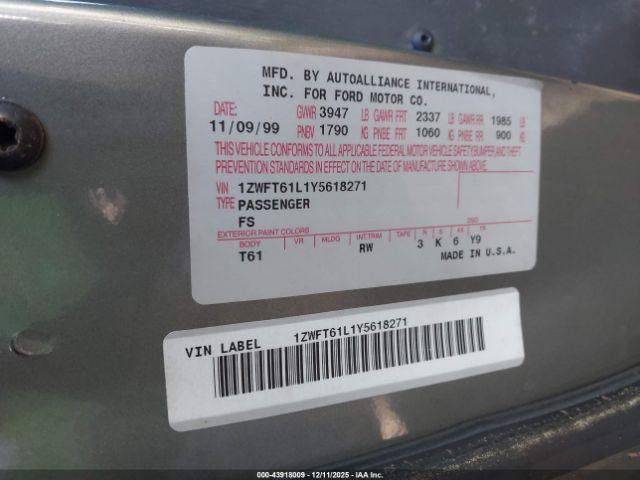 MFD. BY AUTOALLIANCE INTERNATIONAL,
INC. FOR FORD MOTOR CO.
DATE: GVWR 3947 LB GAWR FRT 2337 LB GAWR RR 1985 LB
11/09/99 PNBV 1790 KG PNBE FRT 1060 KG PNBE RR 900 KG
THIS VEHICLE CONFORMS TO ALL APPLICABLE FEDERAL MOTOR VEHICLE SAFETY, BUMPER, AND THEFT
PREVENTION STANDARDS IN EFFECT ON THE DATE OF MANUFACTURE SHOWN ABOVE.
VIN 1ZWFT61L1Y5618271
TYPE PASSENGER
FS
EXTERIOR PAINT COLORS DSO
BODY VR MLDG INT.TRIM TAPE R S AX TR
T61 RW 3 K 6 Y9
MADE IN U.S.A.
VIN LABEL 1ZWFT61L1Y5618271
000-43918009 - 12/11/2025 - IAA Inc.